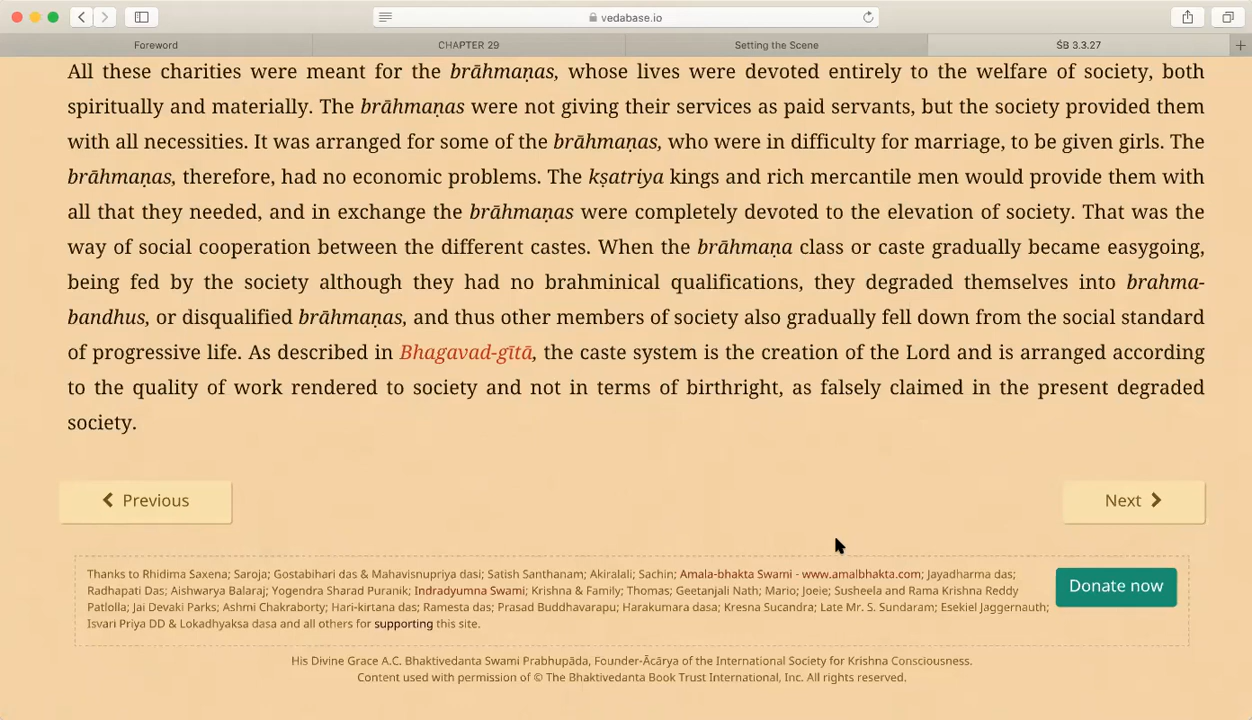 vedabase.io
Foreword
CHAPTER 29
Setting the Scene
ŚB 3.3.27
All these charities were meant for the brāhmaṇas, whose lives were devoted entirely to the welfare of society, both
spiritually and materially. The brāhmaṇas were not giving their services as paid servants, but the society provided them
with all necessities. It was arranged for some of the brāhmaṇas, who were in difficulty for marriage, to be given girls. The
brāhmaṇas, therefore, had no economic problems. The kṣatriya kings and rich mercantile men would provide them with
all that they needed, and in exchange the brāhmaṇas were completely devoted to the elevation of society. That was the
way of social cooperation between the different castes. When the brāhmaṇa class or caste gradually became easygoing,
being fed by the society although they had no brahminical qualifications, they degraded themselves into brahma-
bandhus, or disqualified brāhmaṇas, and thus other members of society also gradually fell down from the social standard
of progressive life. As described in Bhagavad-gītā, the caste system is the creation of the Lord and is arranged according
to the quality of work rendered to society and not in terms of birthright, as falsely claimed in the present degraded
society.
Previous
Next
Thanks to Rhidima Saxena; Saroja; Gostabihari das & Mahavisnupriya dasi; Satish Santhanam; Akiralali; Sachin; Amala-bhakta Swami - www.amalbhakta.com; Jayadharma das;
Radhapati Das; Aishwarya Balaraj; Yogendra Sharad Puranik; Indradyumna Swami; Krishna & Family; Thomas; Geetanjali Nath; Mario; Joeie; Susheela and Rama Krishna Reddy
Patlolla; Jai Devaki Parks; Ashmi Chakraborty; Hari-kirtana das; Ramesta das; Prasad Buddhavarapu; Harakumara dasa; Kresna Sucandra; Late Mr. S. Sundaram; Esekiel Jaggernauth;
Isvari Priya DD & Lokadhyaksa dasa and all others for supporting this site.
Donate now
His Divine Grace A.C. Bhaktivedanta Swami Prabhupāda, Founder-Ācārya of the International Society for Krishna Consciousness.
Content used with permission of © The Bhaktivedanta Book Trust International, Inc. All rights reserved.